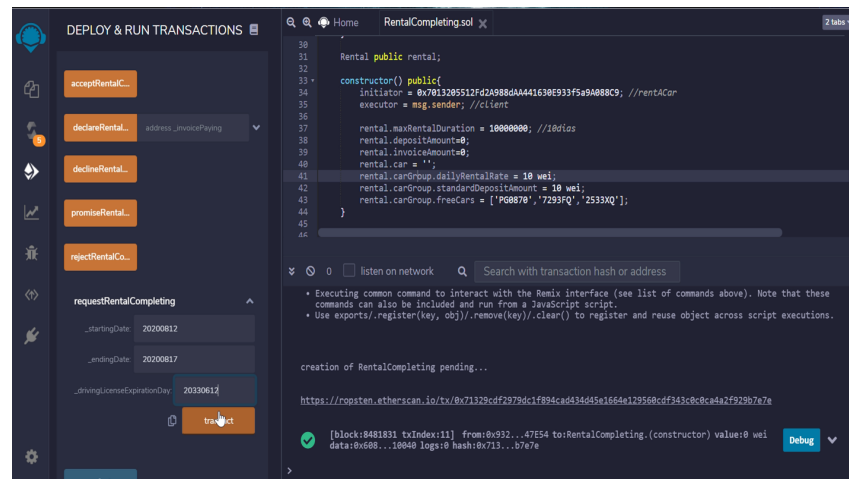 DEPLOY & RUN TRANSACTIONS
acceptRentalC...
declareRental...
address _invoicePaying
declineRental...
promiseRental...
rejectRentalCo...
requestRentalCompleting
_startingDate:
20200812
_endingDate:
20200817
_drivingLicenseExpirationDay:
20330612
transact
5
Home
RentalCompleting.sol
2 tabs
30
31 Rental public rental;
32
33 constructor() public{
34 initiator = 0x7013205512Fd2A988dAA441630E933f5a9A088C9; //rentACar
35 executor = msg.sender; //client
36
37 rental.maxRentalDuration = 10000000; //10dias
38 rental.depositAmount=0;
39 rental.invoiceAmount=0;
40 rental.car = '';
41 rental.carGroup.dailyRentalRate = 10 wei;
42 rental.carGroup.standardDepositAmount = 10 wei;
43 rental.carGroup.freeCars = ['PG0870','7293FQ','2533XQ'];
44 }
45
46
0
listen on network
Search with transaction hash or address
• Executing common command to interact with the Remix interface (see list of commands above). Note that these
commands can also be included and run from a JavaScript script.
• Use exports/.register(key, obj)/.remove(key)/.clear() to register and reuse object across script executions.
creation of RentalCompleting pending...
https://ropsten.etherscan.io/tx/0x71329cdf2979dc1f894cad434d45e1664e129560cdf343c0c0ca4a2f929b7e7e
[block:8481831 txIndex:11] from:0x932...47E54 to:RentalCompleting.(constructor) value:0 wei
data:0x608...10040 logs:0 hash:0x713...b7e7e
Debug
>